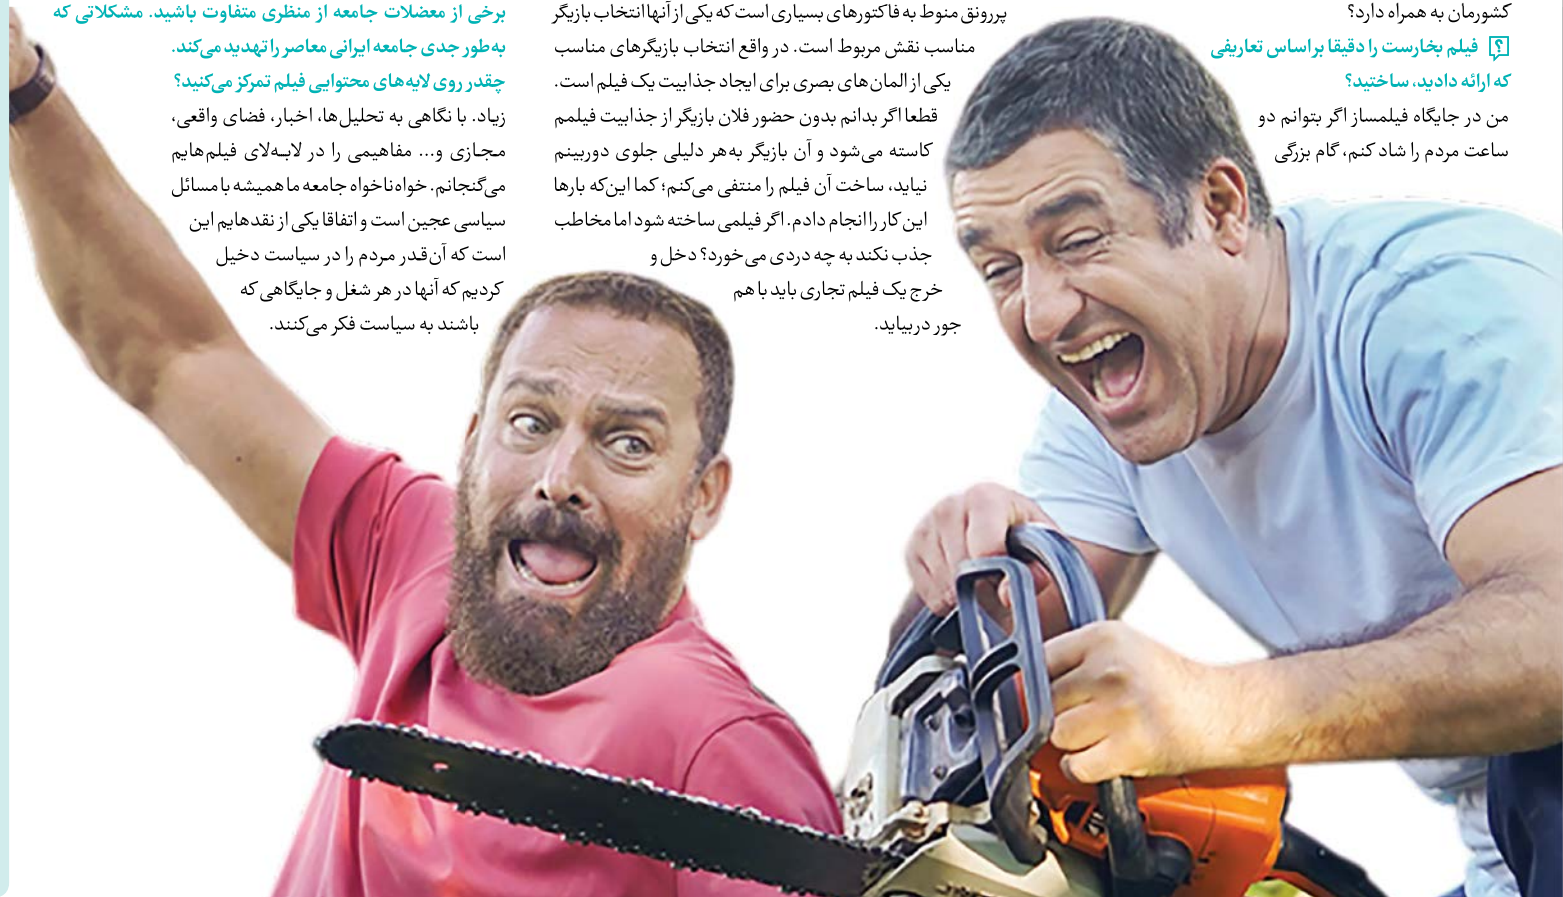 کشورمان به همراه دارد؟
فیلم بخارست را دقیقا براساس تعاریفی
که ارائه دادید، ساختید؟
من در جایگاه فیلمساز اگر بتوانم دو
ساعت مردم را شاد کنم، گام بزرگی
پررونق منوط به فاکتورهای بسیاری است که یکی از آنها انتخاب بازیگر
مناسب نقش مربوط است. در واقع انتخاب بازیگرهای مناسب
یکی از المان‌های بصری برای ایجاد جذابیت یک فیلم است.
قطعا اگر بدانم بدون حضور فلان بازیگر از جذابیت فیلمم
کاسته می‌شود و آن بازیگر به‌هر دلیلی جلوی دوربینم
نیاید، ساخت آن فیلم را منتفی می‌کنم؛ کما این‌که بارها
این کار را انجام دادم. اگر فیلمی ساخته شود اما مخاطب
جذب نکند به چه دردی می‌خورد؟ دخل و
خرج یک فیلم تجاری باید با هم
جور دربیاید.
برخی از معضلات جامعه از منظری متفاوت باشید. مشکلاتی که
به‌طور جدی جامعه ایرانی معاصر را تهدید می‌کند.
چقدر روی لایه‌های محتوایی فیلم تمرکز می‌کنید؟
زیاد. با نگاهی به تحلیل‌ها، اخبار، فضای واقعی،
مجازی و... مفاهیمی را در لابـه‌لای فیلم‌هایم
می‌گنجانم. خواه‌ناخواه جامعه ما همیشه با مسائل
سیاسی عجین است و اتفاقا یکی از نقدهایم این
است که آن‌قدر مردم را در سیاست دخیل
کردیم که آنها در هر شغل و جایگاهی که
باشند به سیاست فکر می‌کنند.